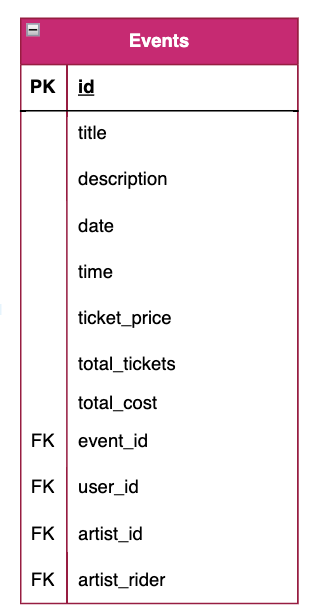 Events
PK id
title
description
date
time
ticket_price
total_tickets
total_cost
FK event_id
FK user_id
FK artist_id
FK artist_rider